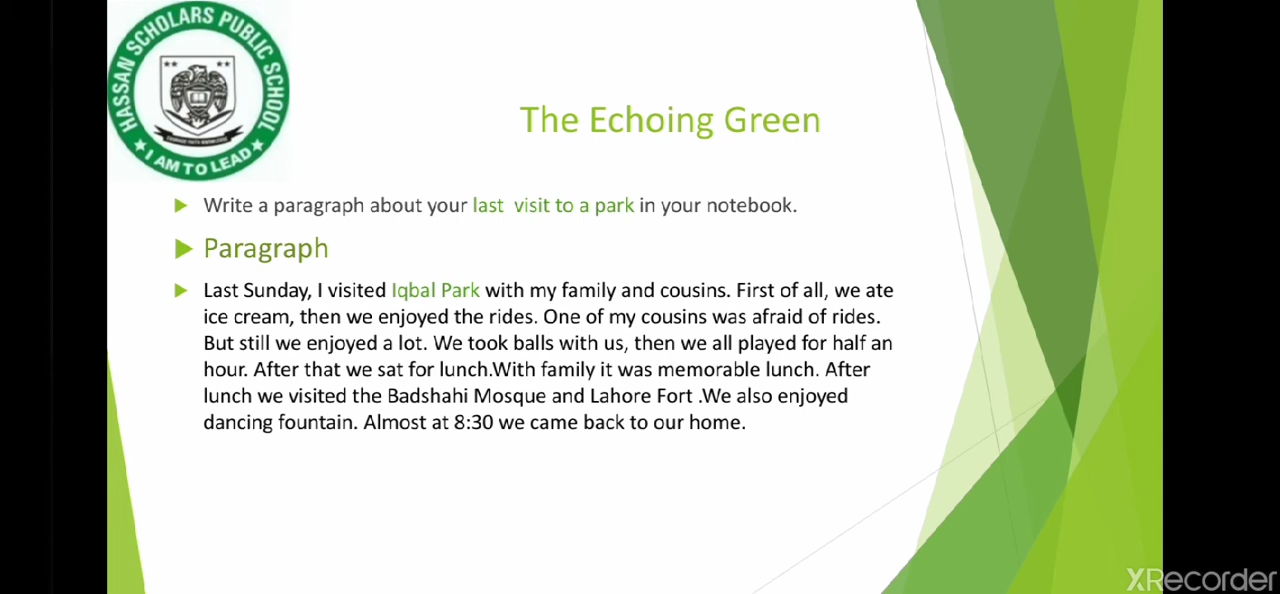 HASSAN SCHOLARS PUBLIC SCHOOL
I AM TO LEAD
The Echoing Green
Write a paragraph about your last visit to a park in your notebook.
Paragraph
Last Sunday, I visited Iqbal Park with my family and cousins. First of all, we ate
ice cream, then we enjoyed the rides. One of my cousins was afraid of rides.
But still we enjoyed a lot. We took balls with us, then we all played for half an
hour. After that we sat for lunch.With family it was memorable lunch. After
lunch we visited the Badshahi Mosque and Lahore Fort .We also enjoyed
dancing fountain. Almost at 8:30 we came back to our home.
XRecorder